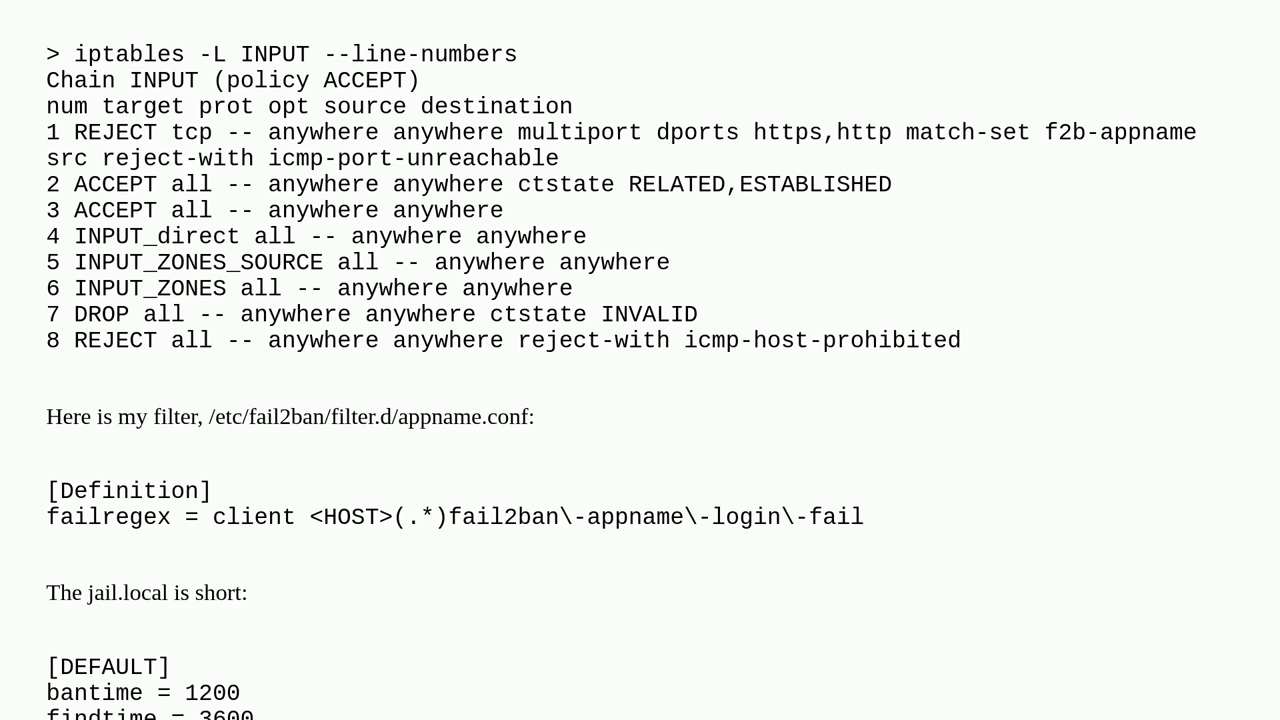 > iptables -L INPUT --line-numbers
Chain INPUT (policy ACCEPT)
num target prot opt source destination
1 REJECT tcp -- anywhere anywhere multiport dports https,http match-set f2b-appname
src reject-with icmp-port-unreachable
2 ACCEPT all -- anywhere anywhere ctstate RELATED,ESTABLISHED
3 ACCEPT all -- anywhere anywhere
4 INPUT_direct all -- anywhere anywhere
5 INPUT_ZONES_SOURCE all -- anywhere anywhere
6 INPUT_ZONES all -- anywhere anywhere
7 DROP all -- anywhere anywhere ctstate INVALID
8 REJECT all -- anywhere anywhere reject-with icmp-host-prohibited
Here is my filter, /etc/fail2ban/filter.d/appname.conf:
[Definition]
failregex = client <HOST>(.*)fail2ban\-appname\-login\-fail
The jail.local is short:
[DEFAULT]
bantime = 1200
findtime = 3600